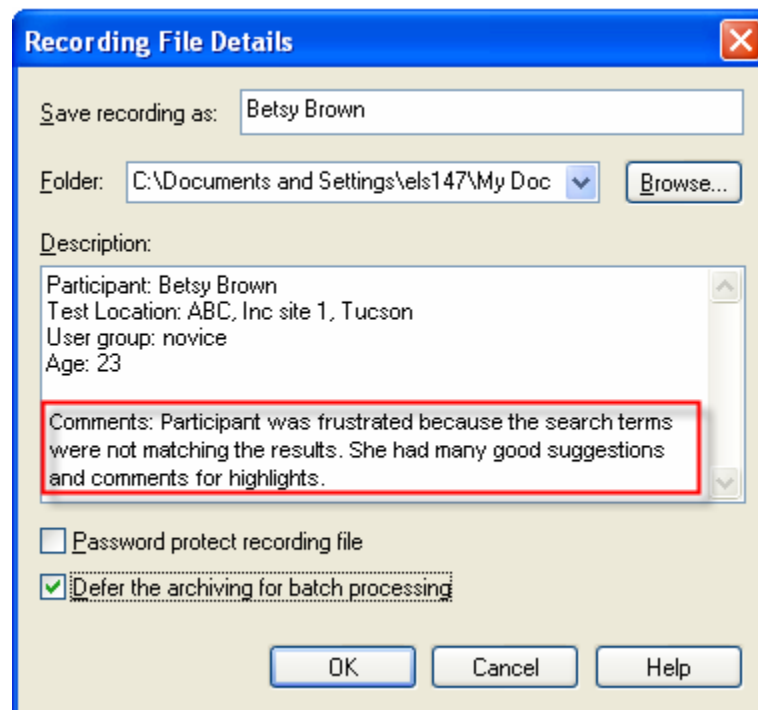 Recording File Details
Save recording as: Betsy Brown
Folder: C:\Documents and Settings\els147\My Doc Browse...
Description:
Participant: Betsy Brown
Test Location: ABC, Inc site 1, Tucson
User group: novice
Age: 23
Comments: Participant was frustrated because the search terms
were not matching the results. She had many good suggestions
and comments for highlights.
Password protect recording file
Defer the archiving for batch processing
OK Cancel Help